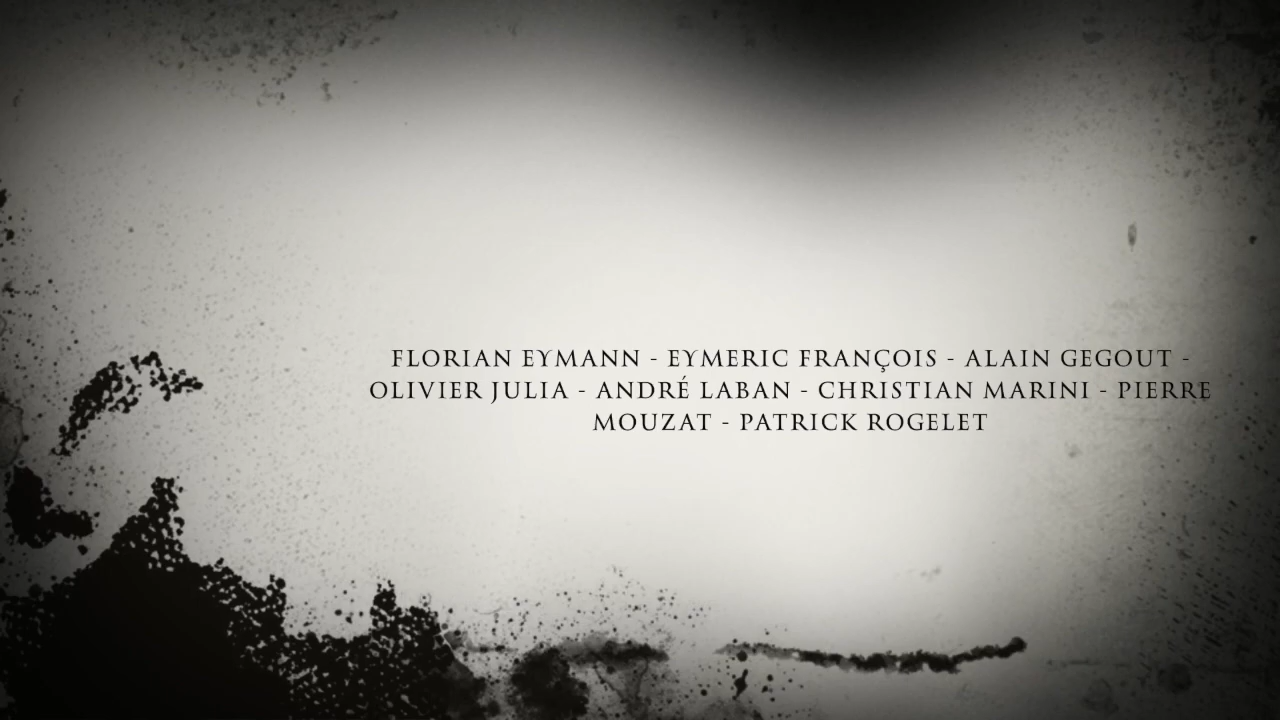 FLORIAN EYMANN - EYMERIC FRANÇOIS - ALAIN GEGOUT -
OLIVIER JULIA - ANDRÉ LABAN - CHRISTIAN MARINI - PIERRE
MOUZAT - PATRICK ROGELET